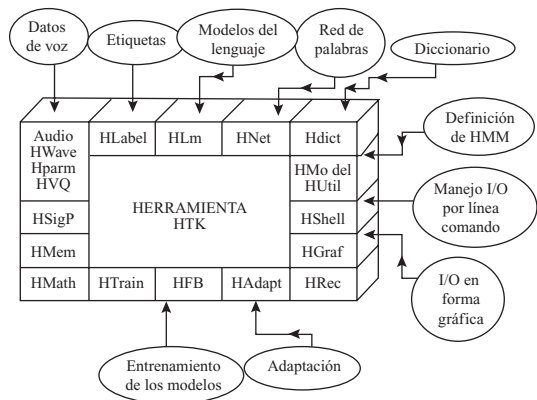 Datos
de voz
Etiquetas
Modelos del
lenguaje
Red de
palabras
Diccionario
Audio
HWave
Hparm
HVQ
HLabel
HLm
HNet
Hdict
Definición
de HMM
HMo del
HUtil
HERRAMIENTA
HTK
Manejo I/O
por línea
comando
HSigP
HShell
HMem
HGraf
HMath
HTrain
HFB
HAdapt
HRec
I/O en
forma
gráfica
Entrenamiento
de los modelos
Adaptación